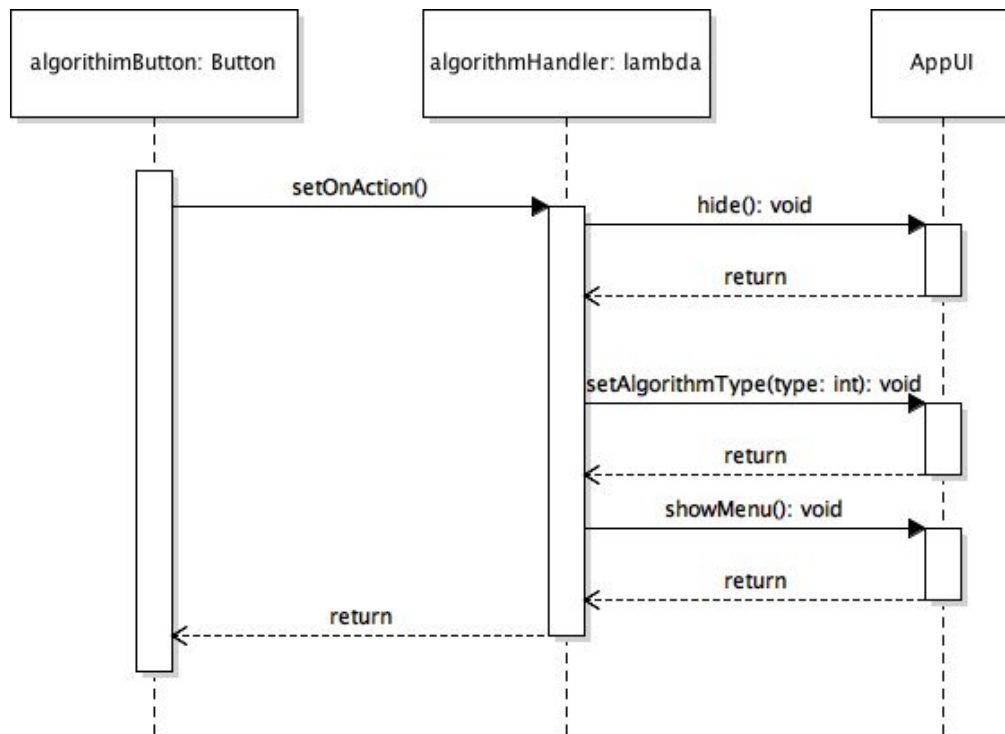 algorithimButton: Button
algorithmHandler: lambda
AppUI
setOnAction()
hide(): void
return
setAlgorithmType(type: int): void
return
showMenu(): void
return
return